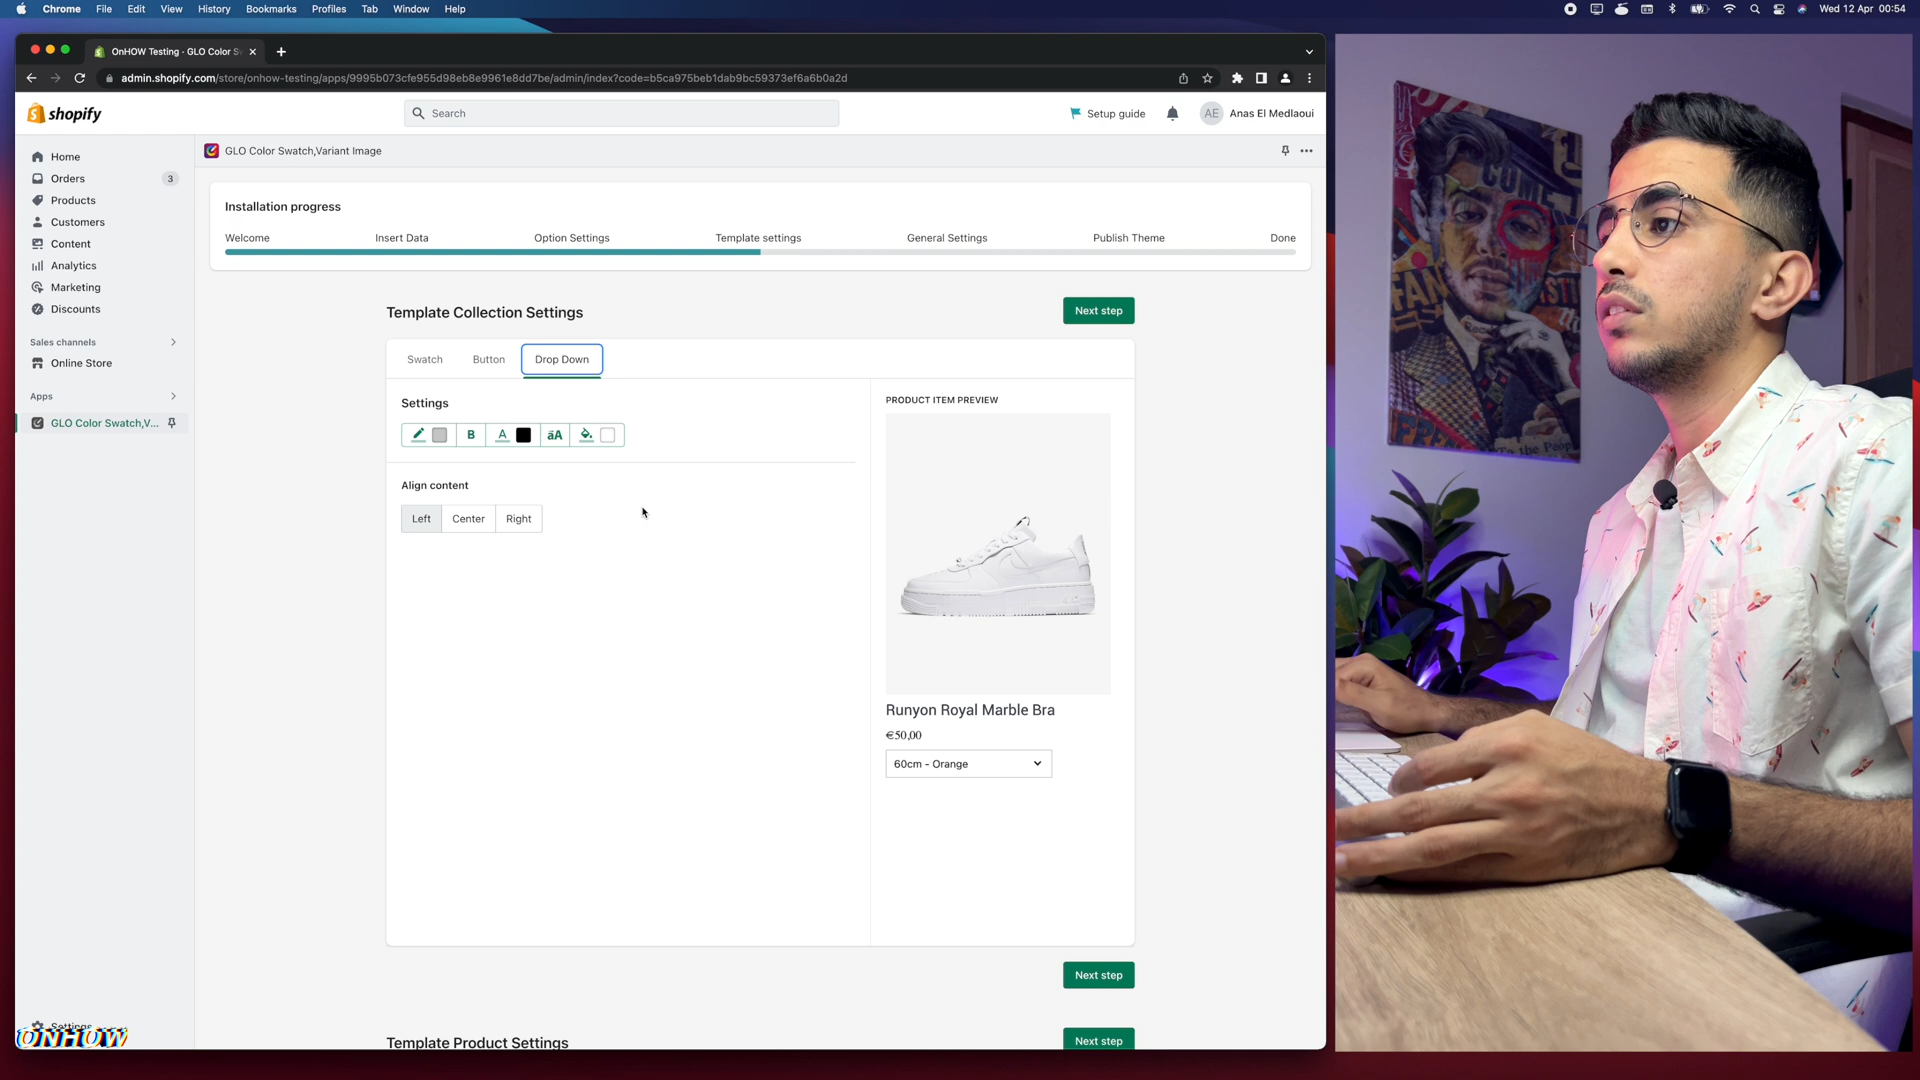 Chrome File Edit View History Bookmarks Profiles Tab Window Help
Wed 12 Apr 00:54
OnHOW Testing · GLO Color S
admin.shopify.com/store/onhow-testing/apps/9995b073cfe955d98eb8e9961e8dd7be/admin/index?code=b5ca975beb1dab9bc59373ef6a6b0a2d
shopify
Search
Setup guide
AE
Anas El Medlaoui
Home
Orders
3
Products
Customers
Content
Analytics
Marketing
Discounts
Sales channels
Online Store
Apps
GLO Color Swatch,V...
Settings
ONHOW
GLO Color Swatch,Variant Image
Installation progress
Welcome
Insert Data
Option Settings
Template settings
General Settings
Publish Theme
Done
Template Collection Settings
Next step
Swatch
Button
Drop Down
Settings
B
A
āA
Align content
Left
Center
Right
PRODUCT ITEM PREVIEW
Runyon Royal Marble Bra
€50,00
60cm - Orange
Next step
Template Product Settings
Next step
to the People